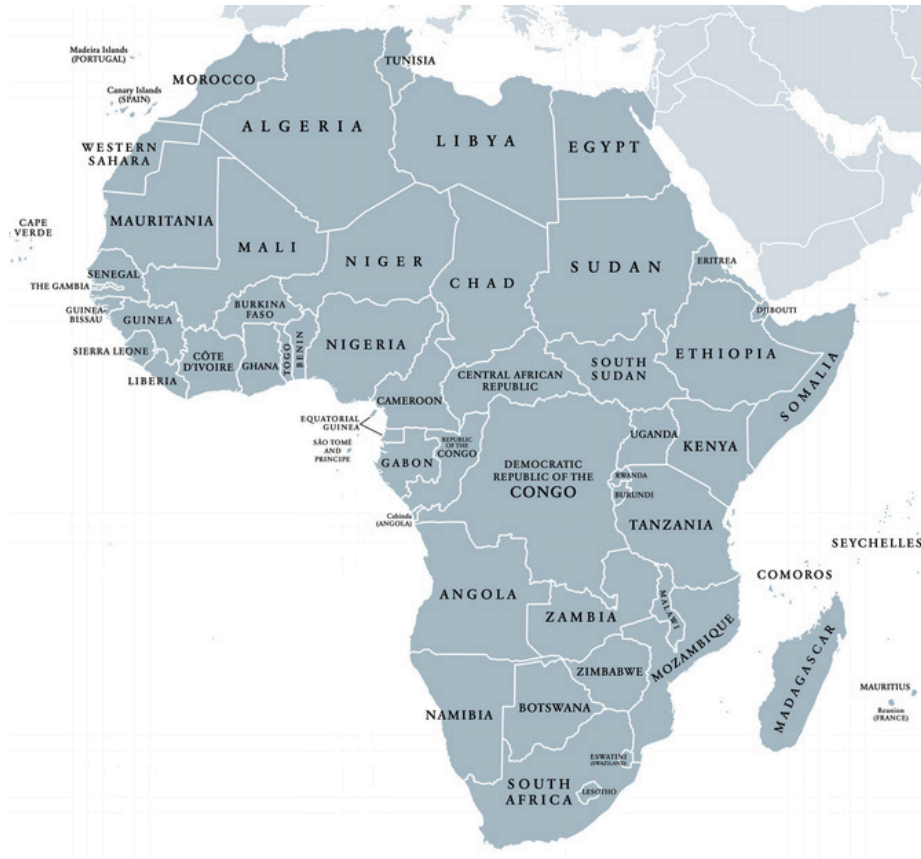 Madeira Islands
(PORTUGAL)
TUNISIA
MOROCCO
Canary Islands
(SPAIN)
ALGERIA
LIBYA
EGYPT
WESTERN
SAHARA
MAURITANIA
CAPE
VERDE
MALI
NIGER
CHAD
SUDAN
ERITREA
SENEGAL
THE GAMBIA
GUINEA-
BISSAU
GUINEA
BURKINA
FASO
DJIBOUTI
SIERRA LEONE
CÔTE
D'IVOIRE
GHANA
TOGO
BENIN
NIGERIA
ETHIOPIA
SOUTH
SUDAN
CENTRAL AFRICAN
REPUBLIC
SOMALIA
LIBERIA
CAMEROON
EQUATORIAL
GUINEA
SÃO TOMÉ
AND
PRINCIPE
GABON
REPUBLIC
OF THE
CONGO
UGANDA
KENYA
DEMOCRATIC
REPUBLIC OF THE
CONGO
RWANDA
BURUNDI
Cabinda
(ANGOLA)
TANZANIA
SEYCHELLES
COMOROS
ANGOLA
ZAMBIA
MALAWI
MOZAMBIQUE
MADAGASCAR
ZIMBABWE
MAURITIUS
Reunion
(FRANCE)
NAMIBIA
BOTSWANA
ESWATINI
(SWAZILAND)
SOUTH
AFRICA
LESOTHO